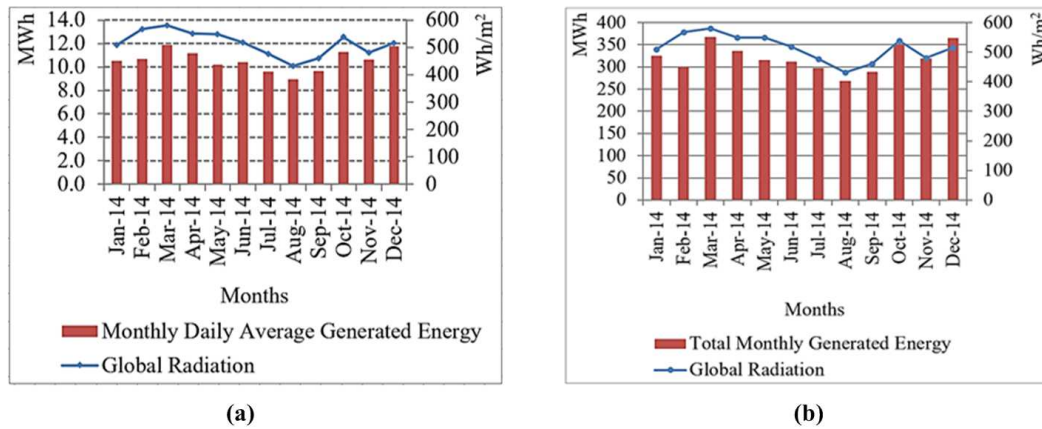 MWh
14.0
12.0
10.0
8.0
6.0
4.0
2.0
0.0
600
500
400
300
200
100
0
Wh/m²
Jan-14
Feb-14
Mar-14
Apr-14
May-14
Jun-14
Jul-14
Aug-14
Sep-14
Oct-14
Nov-14
Dec-14
Months
Monthly Daily Average Generated Energy
Global Radiation
(a)
MWh
400
350
300
250
200
150
100
50
0
600
500
400
300
200
100
0
Wh/m²
Jan-14
Feb-14
Mar-14
Apr-14
May-14
Jun-14
Jul-14
Aug-14
Sep-14
Oct-14
Nov-14
Dec-14
Months
Total Monthly Generated Energy
Global Radiation
(b)